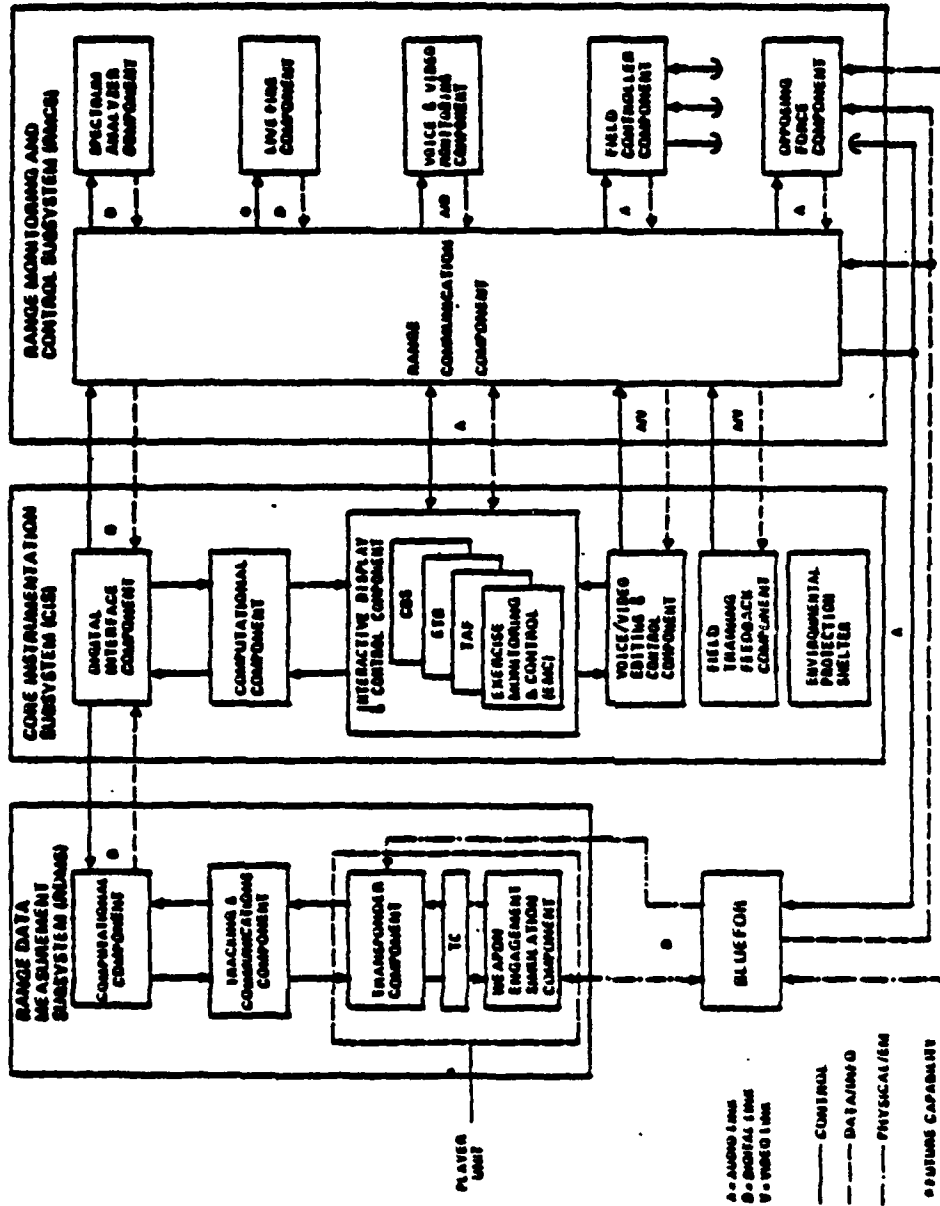 RANGE DATA
MEASUREMENT
SUBSYSTEM (RDMS)
COMPUTATIONAL
COMPONENT
D
TRACKING &
COMMUNICATIONS
COMPONENT
TRANSPONDER
COMPONENT
TC
WEAPON
ENGAGEMENT
SIMULATION
COMPONENT
PLAYER
UNIT
BLUEFOR
D
CORE INSTRUMENTATION
SUBSYSTEM (CIS)
DIGITAL
INTERFACE
COMPONENT
D
COMPUTATIONAL
COMPONENT
INTERACTIVE DISPLAY
& CONTROL COMPONENT
TAF
EXERCISE
MONITORING
& CONTROL
(EMC)
A
VOICE/VIDEO
EDITING &
CONTROL
COMPONENT
A/V
FIELD
TRAINING
FEEDBACK
COMPONENT
A/V
ENVIRONMENTAL
PROTECTION
SHELTER
A
RANGE MONITORING AND
CONTROL SUBSYSTEM (RMCS)
RANGE
COMMUNICATION
COMPONENT
SPECTRUM
ANALYZER
COMPONENT
D
LIVE FIRE
COMPONENT
D
VOICE & VIDEO
MONITORING
COMPONENT
FIELD
CONTROLLER
COMPONENT
A
OPPOSING
FORCE
COMPONENT
A
A = AUDIO LINK
D = DIGITAL LINK
V = VIDEO LINK
CONTROL
DATA/INFO
PHYSICAL/EM
FUTURE CAPABILITY